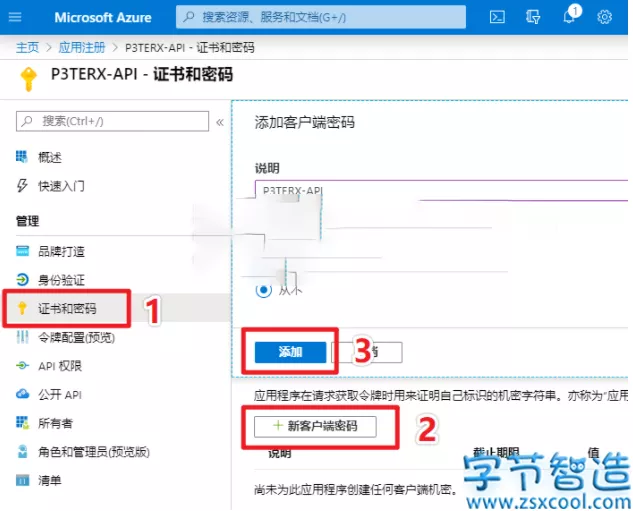 Microsoft Azure
搜索资源、服务和文档(G+/)
1
主页 > 应用注册 > P3TERX-API - 证书和密码
P3TERX-API - 证书和密码
搜索(Ctrl+/)
«
概述
快速入门
管理
品牌打造
身份验证
证书和密码
1
令牌配置(预览)
API 权限
公开 API
所有者
角色和管理员(预览版)
清单
添加客户端密码
说明
P3TERX-API
从不
添加
3
应用程序在请求获取令牌时用来证明自己标识的机密字符串。亦称为"应用
+ 新客户端密码
2
说明
截止期限
值
尚未为此应用程序创建任何客户端机密。
字节智造
www.zsxcool.com